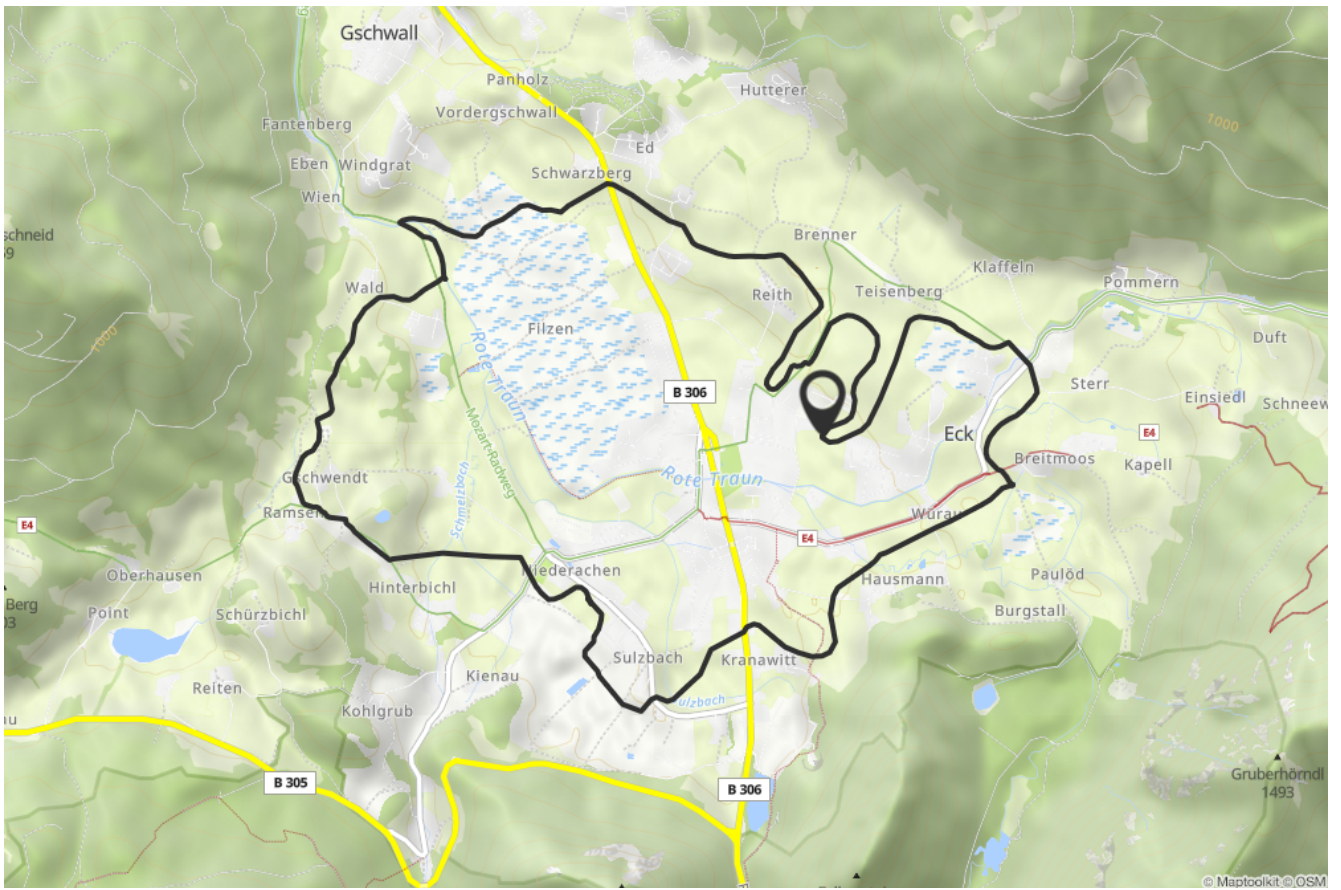 Gschwall
Panholz
Hutterer
Vordergschwall
Fantenberg
1000
Ed
Eben
Windgrat
Schwarzberg
Wien
schneid
Brenner
Klaffeln
Pommern
Wald
Reith
Teisenberg
Filzen
Duft
1000
Rote Traun
B 306
Sterr
Einsiedl
Schneew
Mozart-Radweg
Eck
E4
Breitmoos
Kapell
Gschwendt
Rote Traun
Schmelzbach
E4
E4
Würau
Oberhausen
Niederachen
Hinterbichl
Hausmann
Paulöd
Berg
Point
Schürzbichl
Burgstall
Sulzbach
Kranawitt
Reiten
Kienau
Kohlgrub
B 305
B 306
Gruberhörndl
1493
© Maptoolkit © OSM